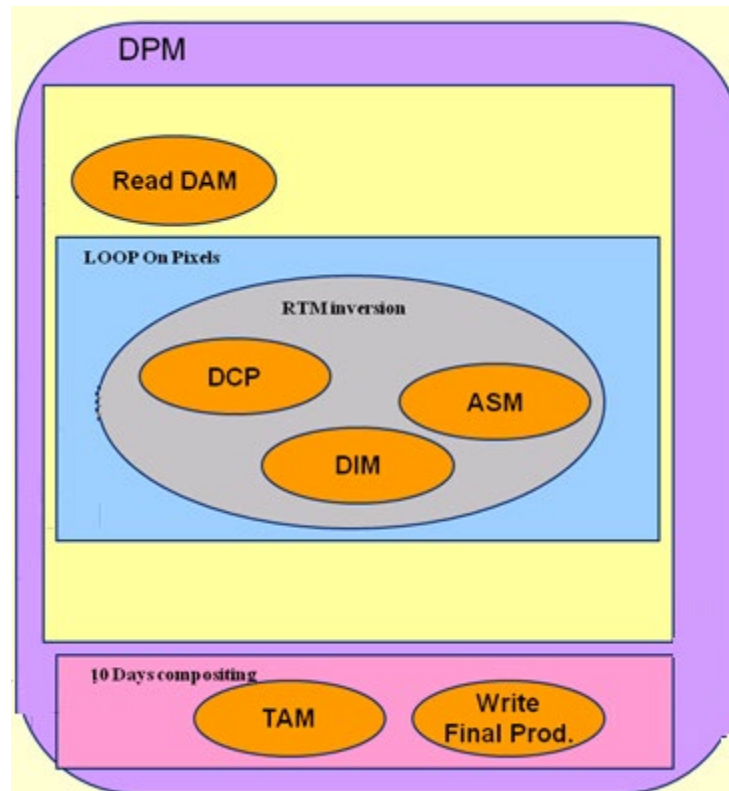 DPM
Read DAM
LOOP On Pixels
RTM inversion
DCP
ASM
DIM
10 Days compositing
TAM
Write
Final Prod.